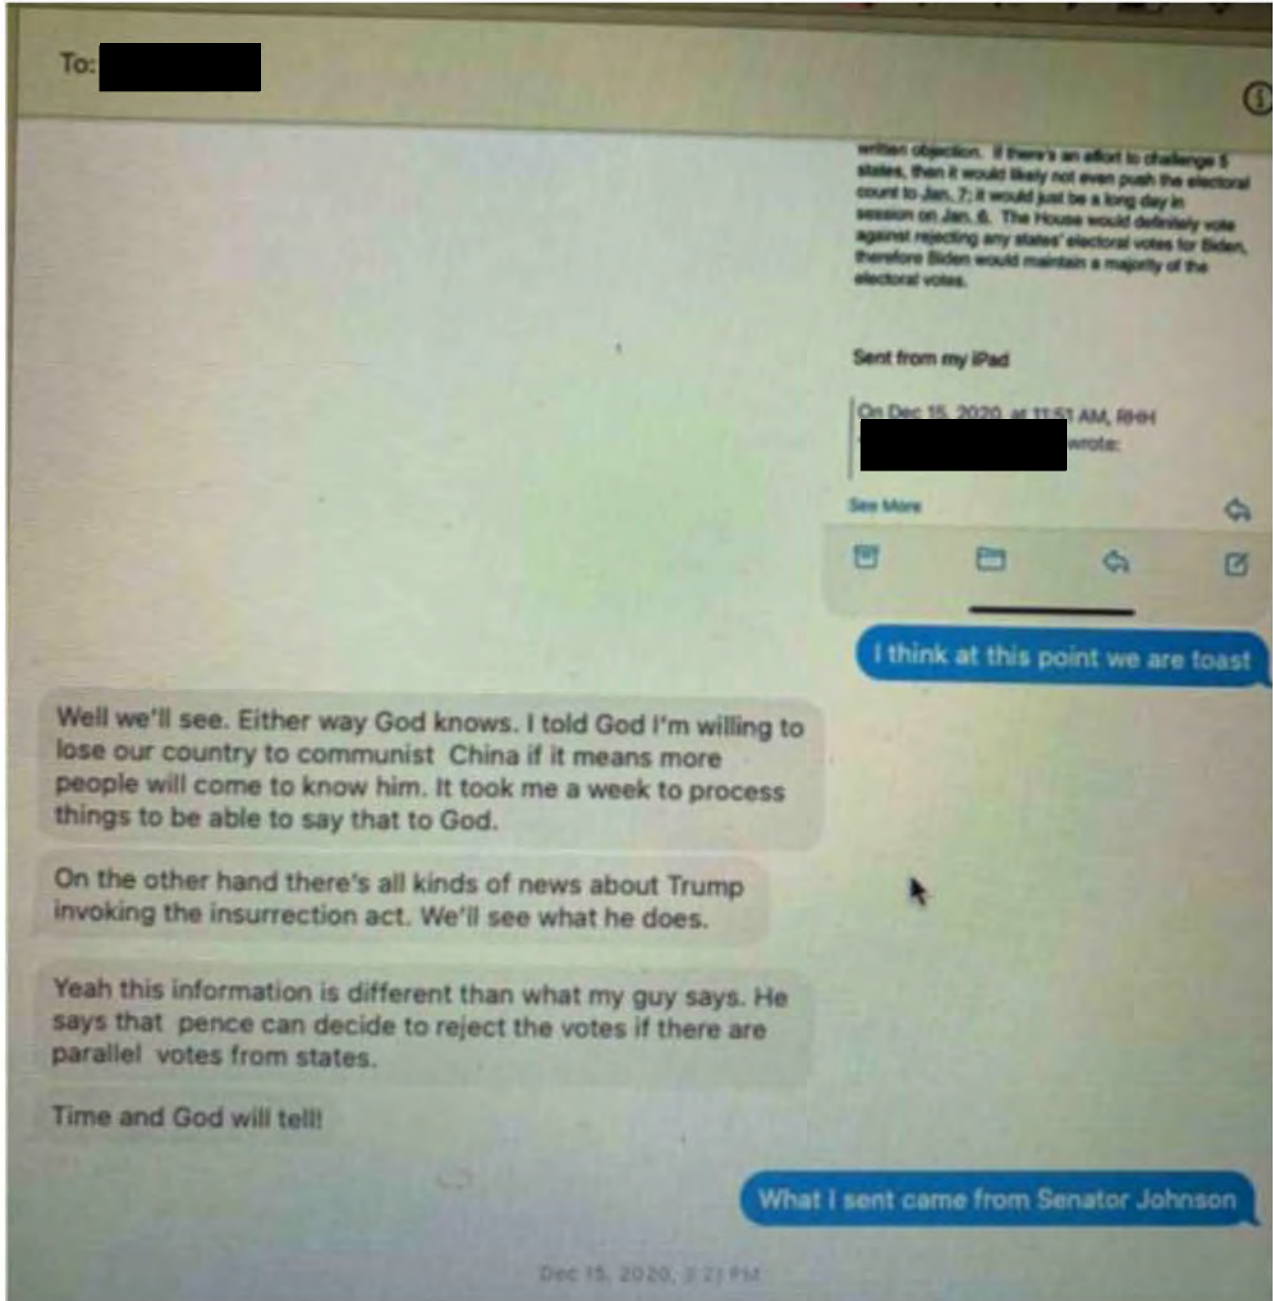 To:
written objection. If there's an effort to challenge 5
states, then it would likely not even push the electoral
count to Jan. 7; it would just be a long day in
session on Jan. 6. The House would definitely vote
against rejecting any states' electoral votes for Biden,
therefore Biden would maintain a majority of the
electoral votes.
Sent from my iPad
On Dec 15, 2020, at 11:51 AM, RHH
wrote:
See More
I think at this point we are toast
Well we'll see. Either way God knows. I told God I'm willing to
lose our country to communist China if it means more
people will come to know him. It took me a week to process
things to be able to say that to God.
On the other hand there's all kinds of news about Trump
invoking the insurrection act. We'll see what he does.
Yeah this information is different than what my guy says. He
says that pence can decide to reject the votes if there are
parallel votes from states.
Time and God will tell!
What I sent came from Senator Johnson
Dec 15, 2020, 3:21 PM